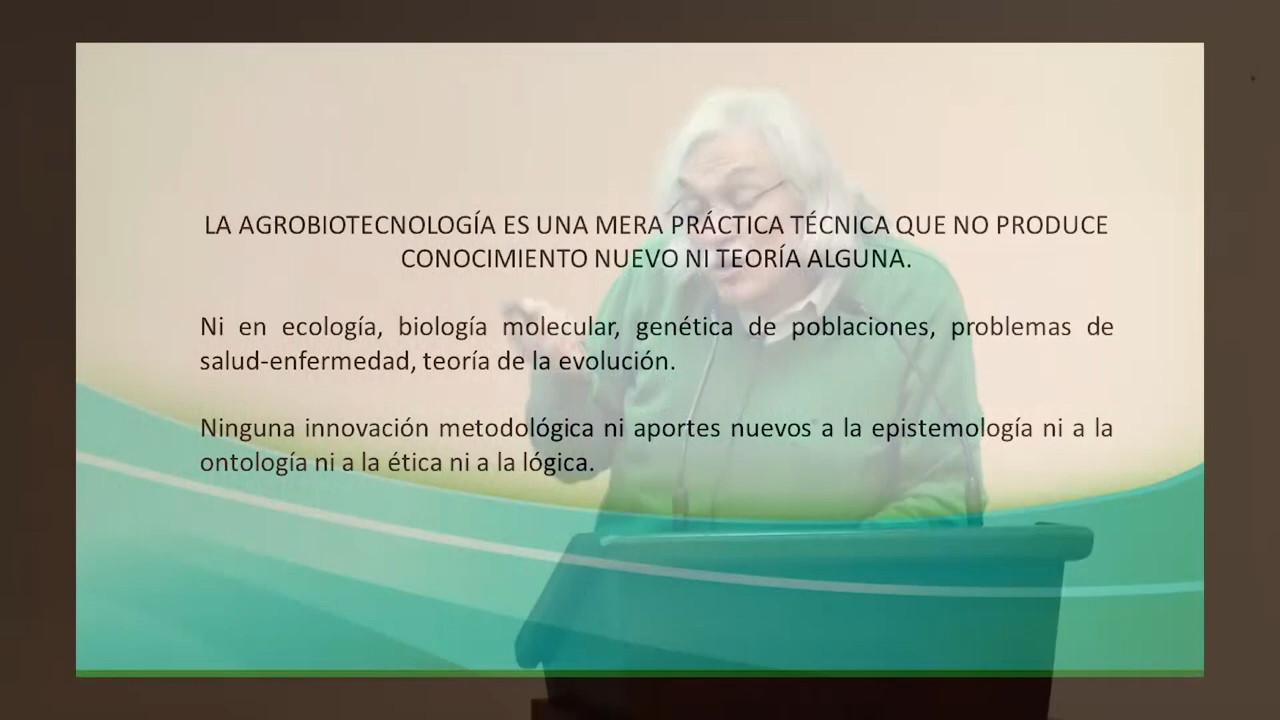 LA AGROBIOTECNOLOGÍA ES UNA MERA PRÁCTICA TÉCNICA QUE NO PRODUCE
CONOCIMIENTO NUEVO NI TEORÍA ALGUNA.
Ni en ecología, biología molecular, genética de poblaciones, problemas de
salud-enfermedad, teoría de la evolución.
Ninguna innovación metodológica ni aportes nuevos a la epistemología ni a la
ontología ni a la ética ni a la lógica.